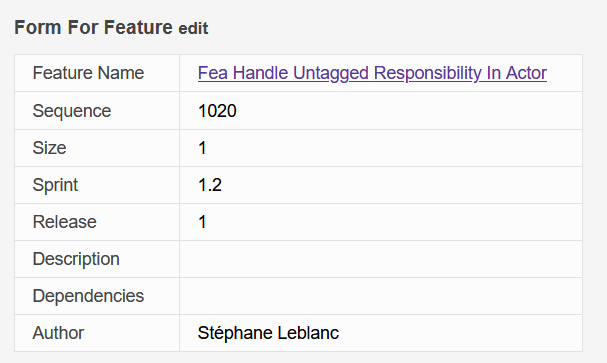 Form For Feature edit
Feature Name Fea Handle Untagged Responsibility In Actor
Sequence 1020
Size 1
Sprint 1.2
Release 1
Description
Dependencies
Author Stéphane Leblanc